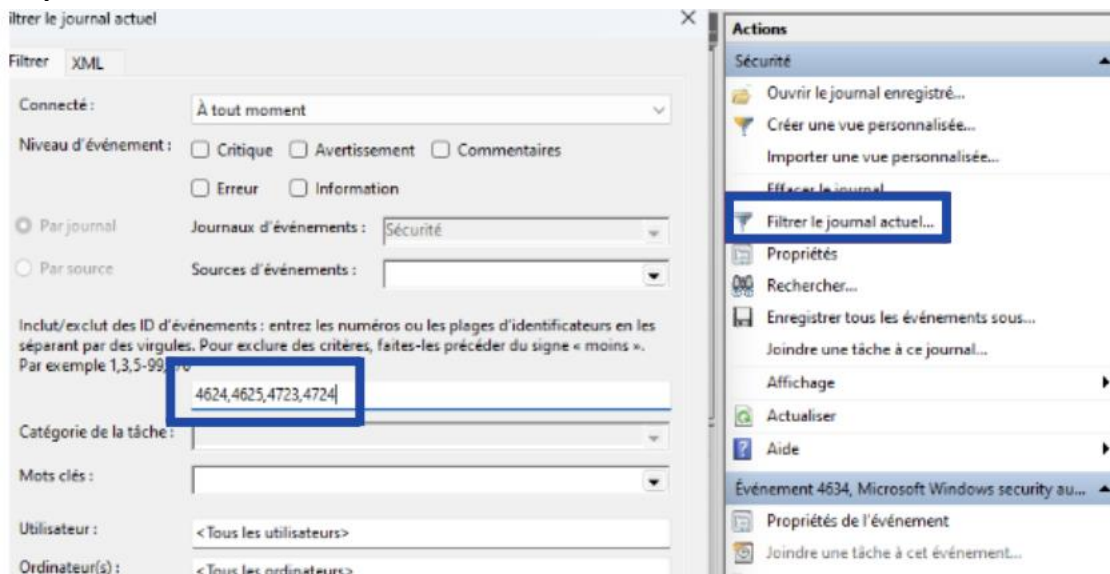 iltrer le journal actuel
Filtrer XML
Connecté : À tout moment
Niveau d'événement : Critique Avertissement Commentaires
Erreur Information
Par journal Journaux d'événements : Sécurité
Par source Sources d'événements :
Inclut/exclut des ID d'événements : entrez les numéros ou les plages d'identificateurs en les
séparant par des virgules. Pour exclure des critères, faites-les précéder du signe « moins ».
Par exemple 1,3,5-99,
4624,4625,4723,4724
Catégorie de la tâche :
Mots clés :
Utilisateur : <Tous les utilisateurs>
Ordinateur(s) : <Tous les ordinateurs>
Actions
Sécurité
Ouvrir le journal enregistré...
Créer une vue personnalisée...
Importer une vue personnalisée...
Effacer le journal
Filtrer le journal actuel...
Propriétés
Rechercher...
Enregistrer tous les événements sous...
Joindre une tâche à ce journal...
Affichage
Actualiser
Aide
Événement 4634, Microsoft Windows security au...
Propriétés de l'événement
Joindre une tâche à cet événement...